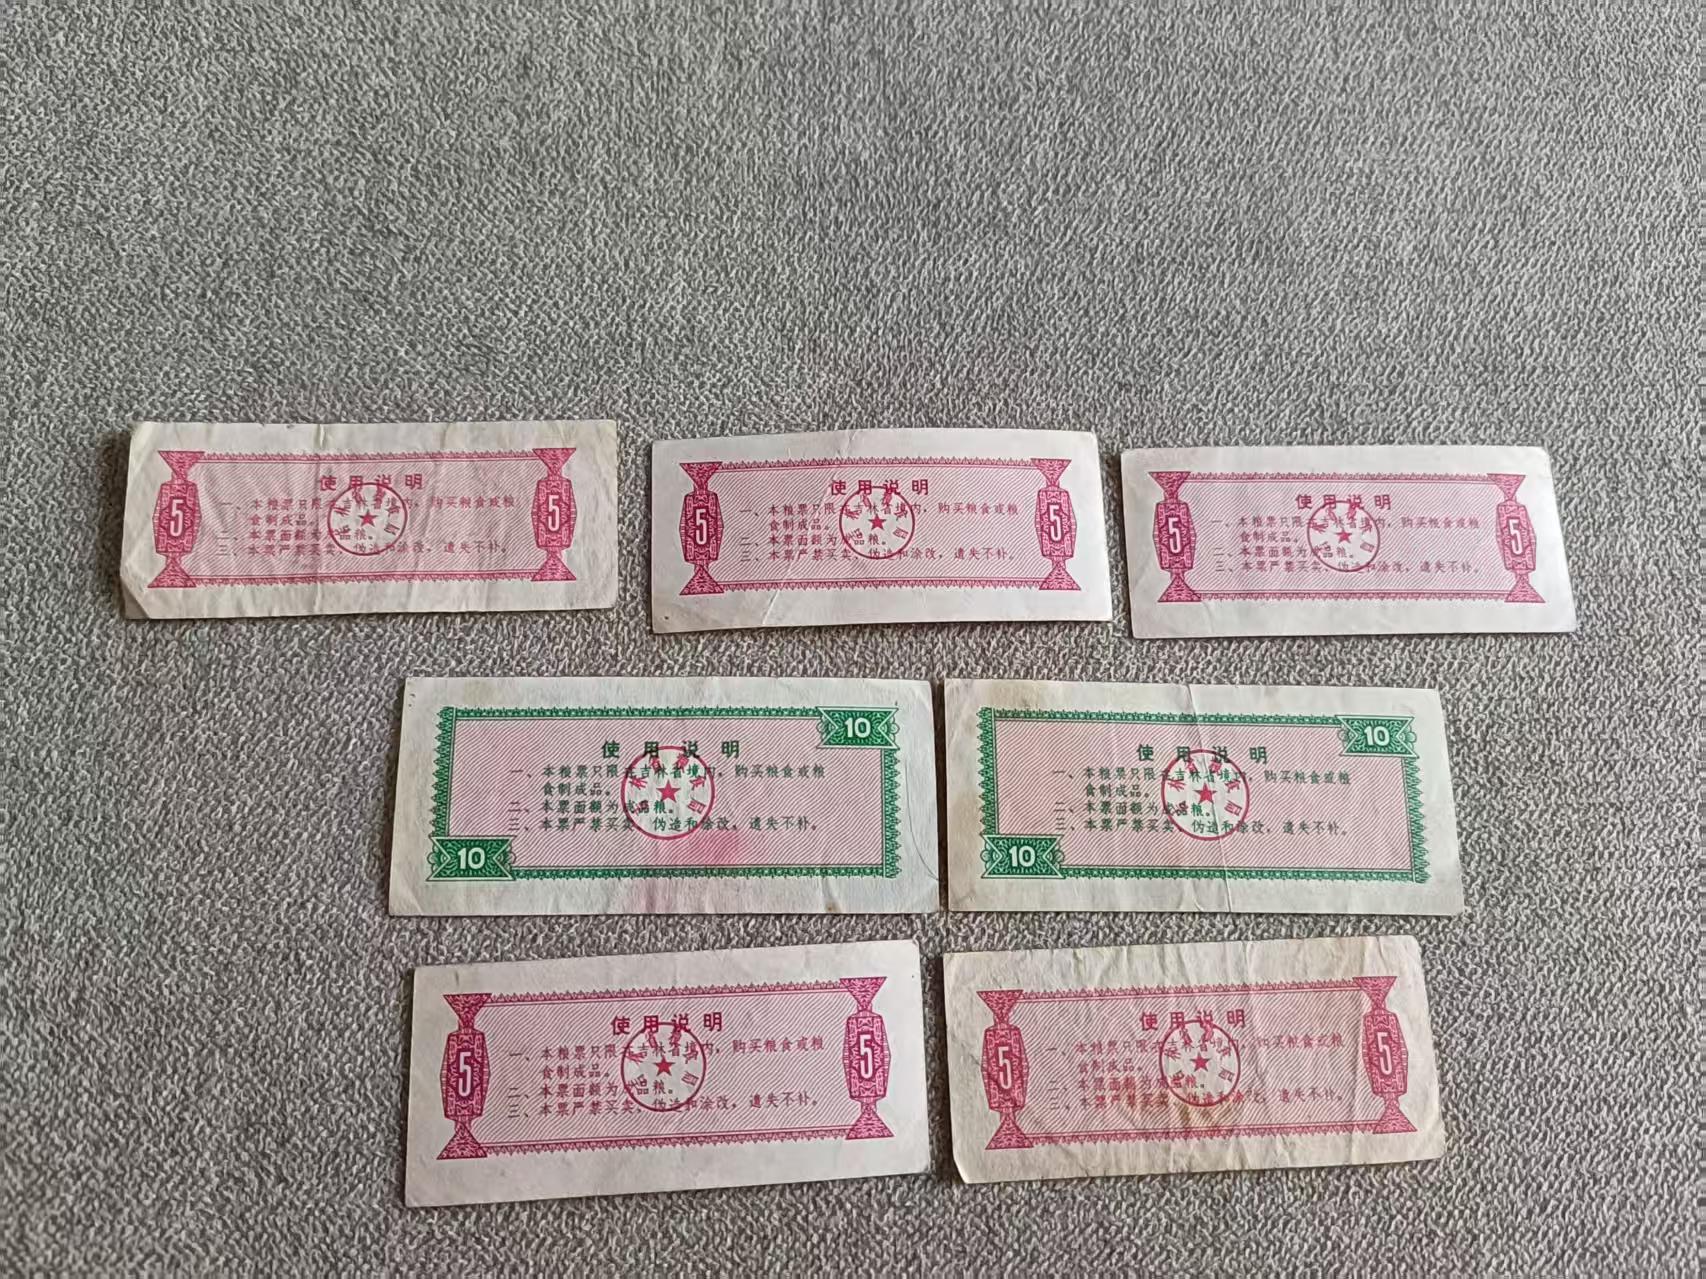 使用说明
一、本粮票只限在吉林省境内，购买粮食或粮
食制成品。
二、本票面额为成品粮。
三、本票严禁买卖、伪造和涂改，遗失不补。
5
5
使用说明
一、本粮票只限在吉林省境内，购买粮食或粮
食制成品。
二、本票面额为成品粮。
三、本票严禁买卖、伪造和涂改，遗失不补。
5
5
使用说明
一、本粮票只限在吉林省境内，购买粮食或粮
食制成品。
二、本票面额为成品粮。
三、本票严禁买卖、伪造和涂改，遗失不补。
5
5
10
使用说明
一、本粮票只限在吉林省境内，购买粮食或粮
食制成品。
二、本票面额为成品粮。
三、本票严禁买卖、伪造和涂改，遗失不补。
10
10
使用说明
一、本粮票只限在吉林省境内，购买粮食或粮
食制成品。
二、本票面额为成品粮。
三、本票严禁买卖、伪造和涂改，遗失不补。
10
使用说明
一、本粮票只限在吉林省境内，购买粮食或粮
食制成品。
二、本票面额为成品粮。
三、本票严禁买卖、伪造和涂改，遗失不补。
5
5
使用说明
一、本粮票只限在吉林省境内，购买粮食或粮
食制成品。
二、本票面额为成品粮。
三、本票严禁买卖、伪造和涂改，遗失不补。
5
5